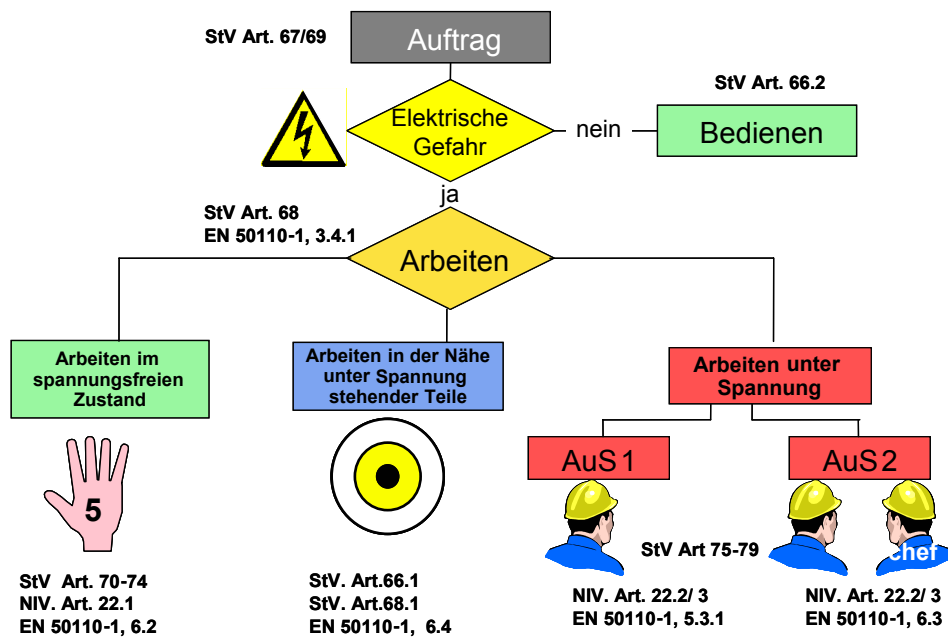 StV Art. 67/69
Auftrag
StV Art. 66.2
Elektrische
Gefahr
nein
Bedienen
ja
StV Art. 68
EN 50110-1, 3.4.1
Arbeiten
Arbeiten im
spannungsfreien
Zustand
Arbeiten in der Nähe
unter Spannung
stehender Teile
Arbeiten unter
Spannung
AuS 1
AuS 2
5
StV Art 75-79
chef
StV Art. 70-74
NIV. Art. 22.1
EN 50110-1, 6.2
StV. Art.66.1
StV. Art.68.1
EN 50110-1, 6.4
NIV. Art. 22.2/ 3
EN 50110-1, 5.3.1
NIV. Art. 22.2/ 3
EN 50110-1, 6.3